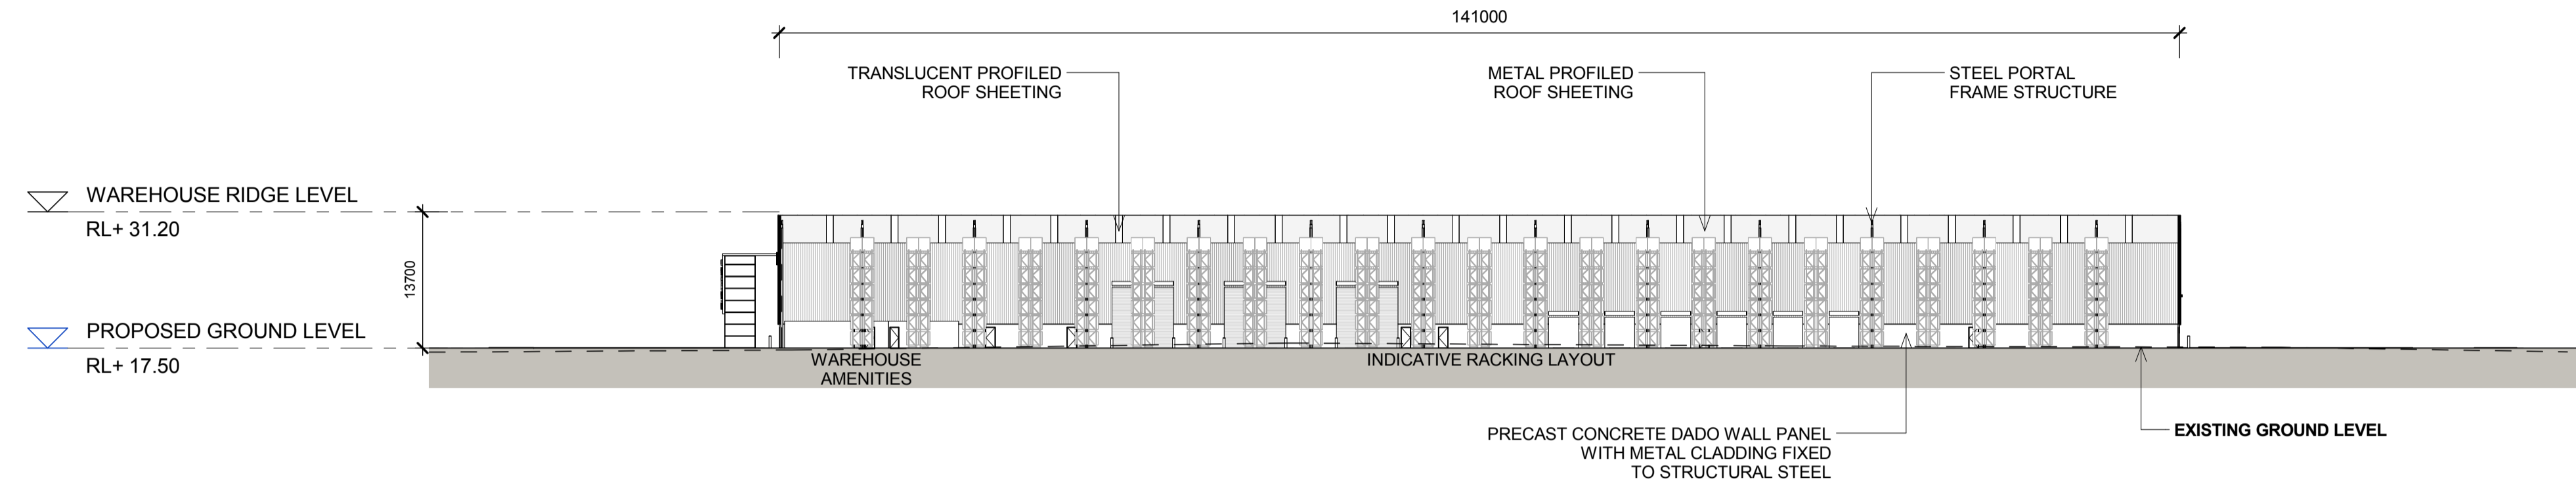 141000
TRANSLUCENT PROFILED
ROOF SHEETING
METAL PROFILED
ROOF SHEETING
STEEL PORTAL
FRAME STRUCTURE
WAREHOUSE RIDGE LEVEL
RL+ 31.20
13700
PROPOSED GROUND LEVEL
RL+ 17.50
WAREHOUSE
AMENITIES
INDICATIVE RACKING LAYOUT
PRECAST CONCRETE DADO WALL PANEL
WITH METAL CLADDING FIXED
TO STRUCTURAL STEEL
EXISTING GROUND LEVEL